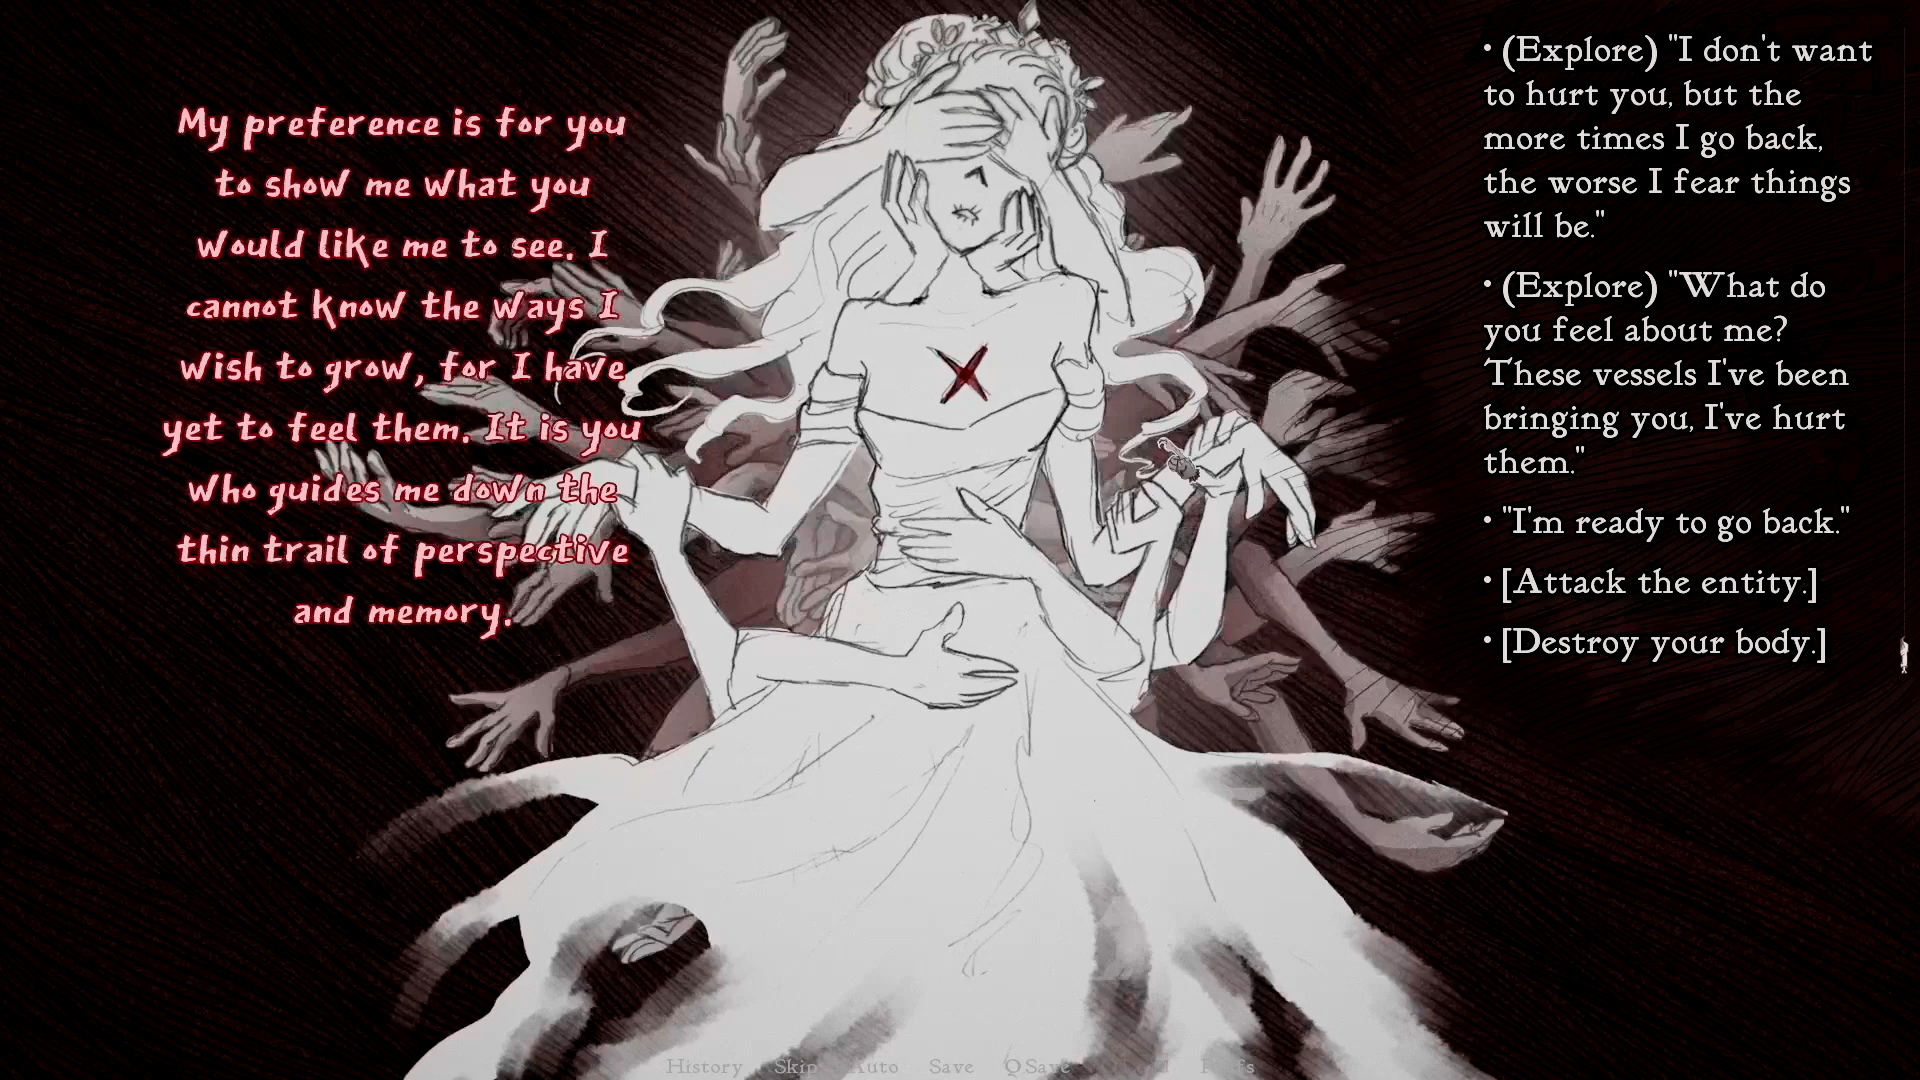 My preference is for you
to show me what you
would like me to see. I
cannot know the ways I
wish to grow, for I have
yet to feel them. It is you
who guides me down the
thin trail of perspective
and memory.
• (Explore) "I don't want
to hurt you, but the
more times I go back,
the worse I fear things
will be."
• (Explore) "What do
you feel about me?
These vessels I've been
bringing you, I've hurt
them."
• "I'm ready to go back."
• [Attack the entity.]
• [Destroy your body.]
History Skip Auto Save Q.Save